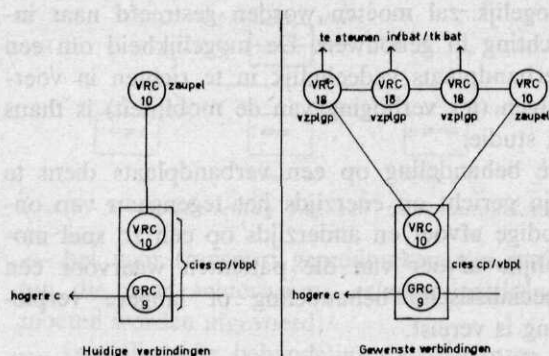 te steunen infbat/tk bat
VRC
10
zaupel
VRC
18
vzplgp
VRC
18
vzplgp
VRC
18
vzplgp
VRC
10
zaupel
VRC
10
cies cp/vbpl
hogere c
GRC
9
VRC
10
cies cp/vbpl
hogere c
GRC
9
Huidige verbindingen
Gewenste verbindingen